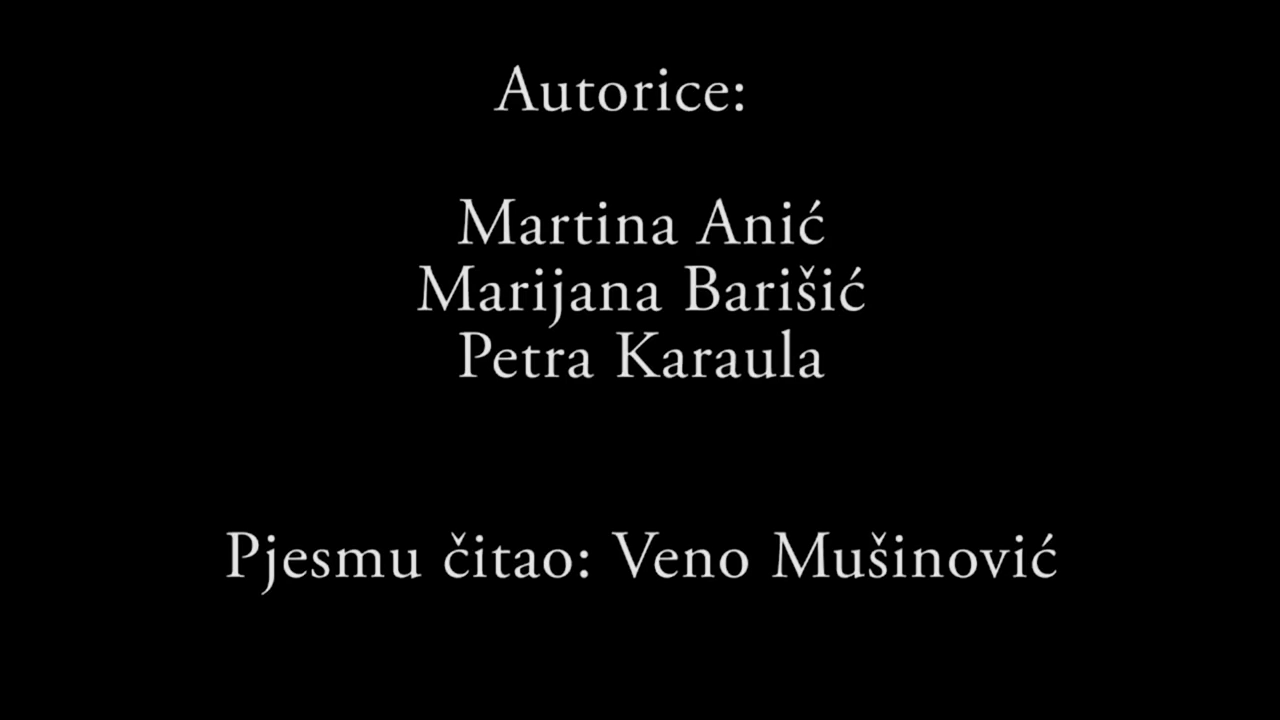 Autorice:
Martina Anić
Marijana Barišić
Petra Karaula
Pjesmu čitao: Veno Mušinović